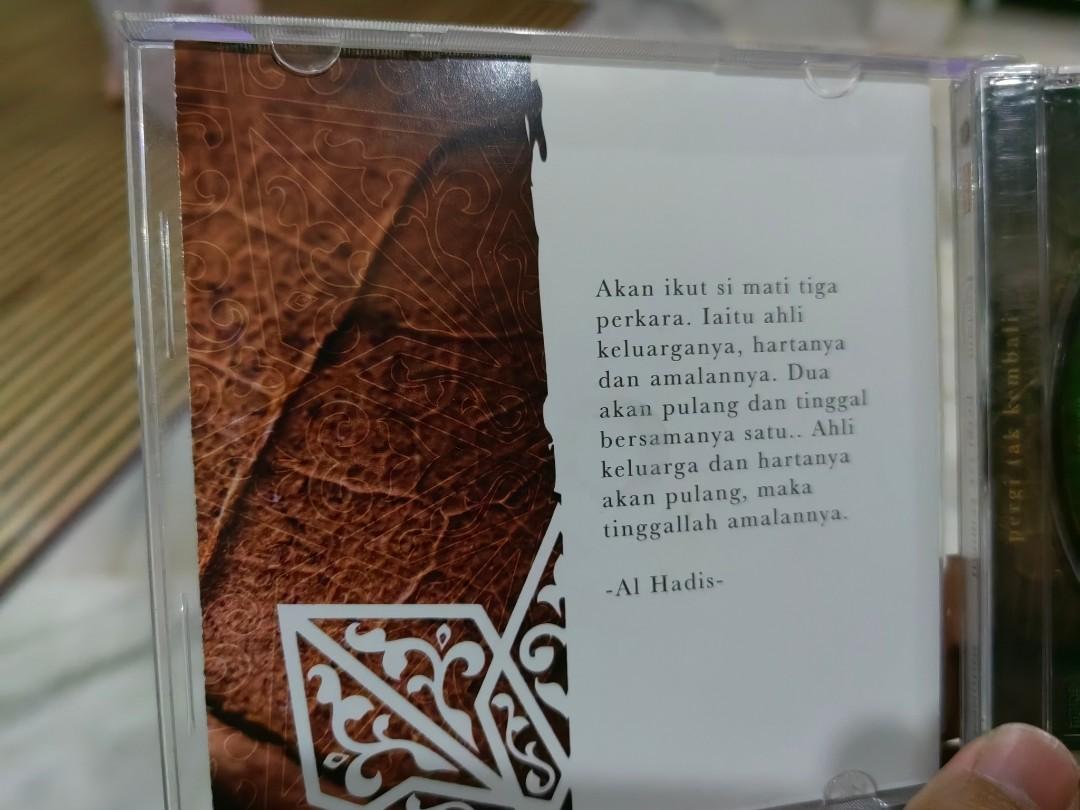 Akan ikut si mati tiga
perkara. Iaitu ahli
keluarganya, hartanya
dan amalannya. Dua
akan pulang dan tinggal
bersamanya satu.. Ahli
keluarga dan hartanya
akan pulang, maka
tinggallah amalannya.
-Al Hadis-
pergi tak kembali